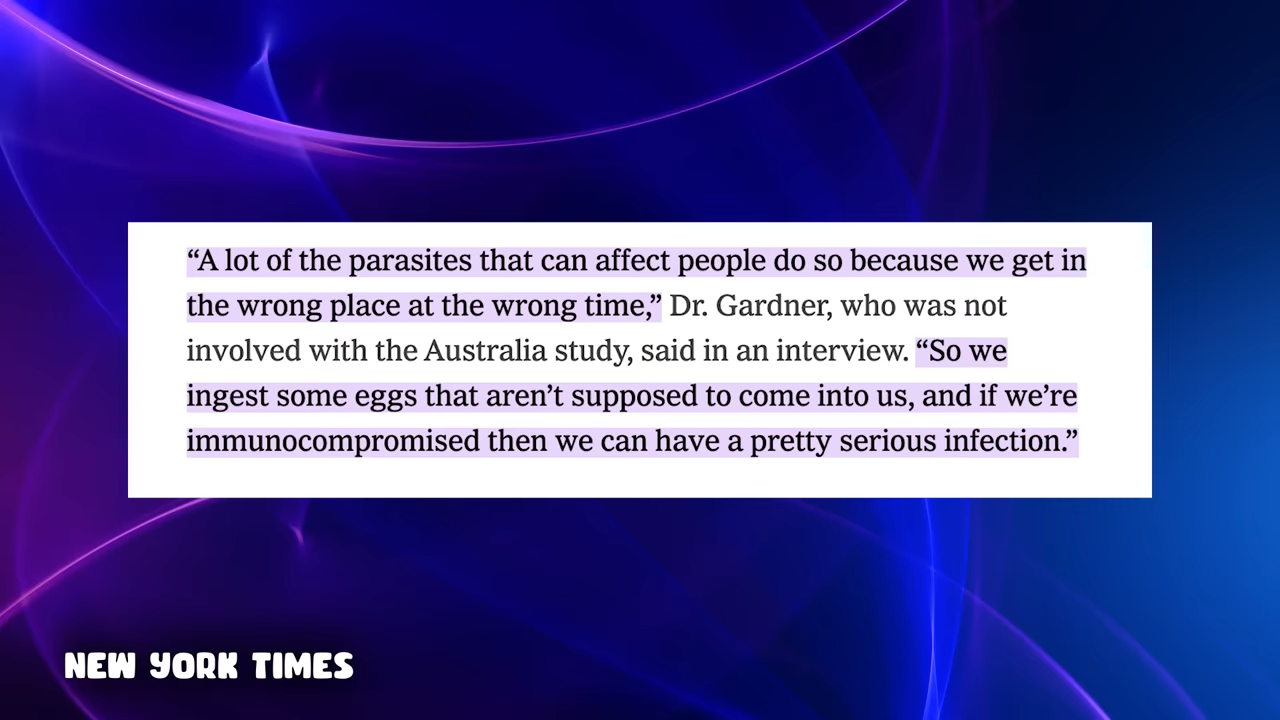 “A lot of the parasites that can affect people do so because we get in
the wrong place at the wrong time,” Dr. Gardner, who was not
involved with the Australia study, said in an interview. “So we
ingest some eggs that aren’t supposed to come into us, and if we’re
immunocompromised then we can have a pretty serious infection.”
NEW YORK TIMES